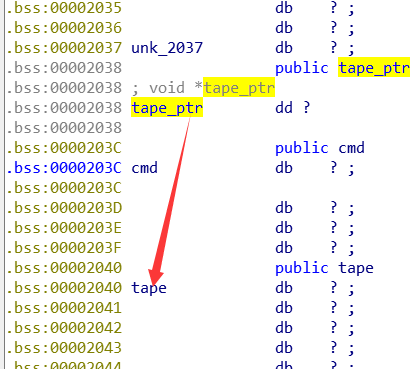 .bss:00002035 db ? ;
.bss:00002036 db ? ;
.bss:00002037 unk_2037 db ? ;
.bss:00002038 public tape_ptr
.bss:00002038 ; void *tape_ptr
.bss:00002038 tape_ptr dd ?
.bss:00002038
.bss:0000203C public cmd
.bss:0000203C cmd db ? ;
.bss:0000203C
.bss:0000203D db ? ;
.bss:0000203E db ? ;
.bss:0000203F db ? ;
.bss:00002040 public tape
.bss:00002040 tape db ? ;
.bss:00002041 db ? ;
.bss:00002042 db ? ;
.bss:00002043 db ? ;
.bss:00002044 db ? ;